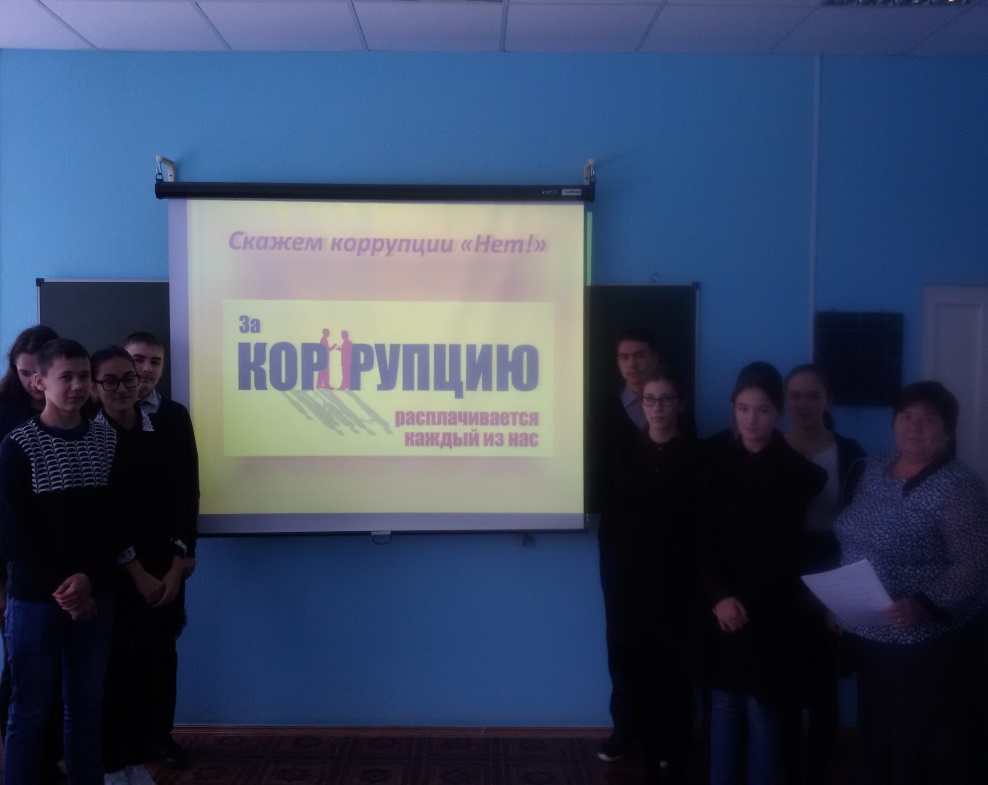 Скажем коррупции «Нет!»
За
КОРРУПЦИЮ
расплачивается
каждый из нас